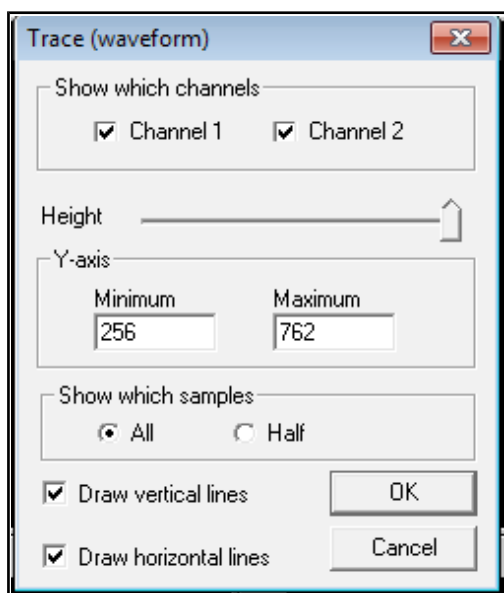 Trace (waveform)
Show which channels
Channel 1 Channel 2
Height
Y-axis
Minimum Maximum
256 762
Show which samples
All Half
Draw vertical lines OK
Draw horizontal lines Cancel